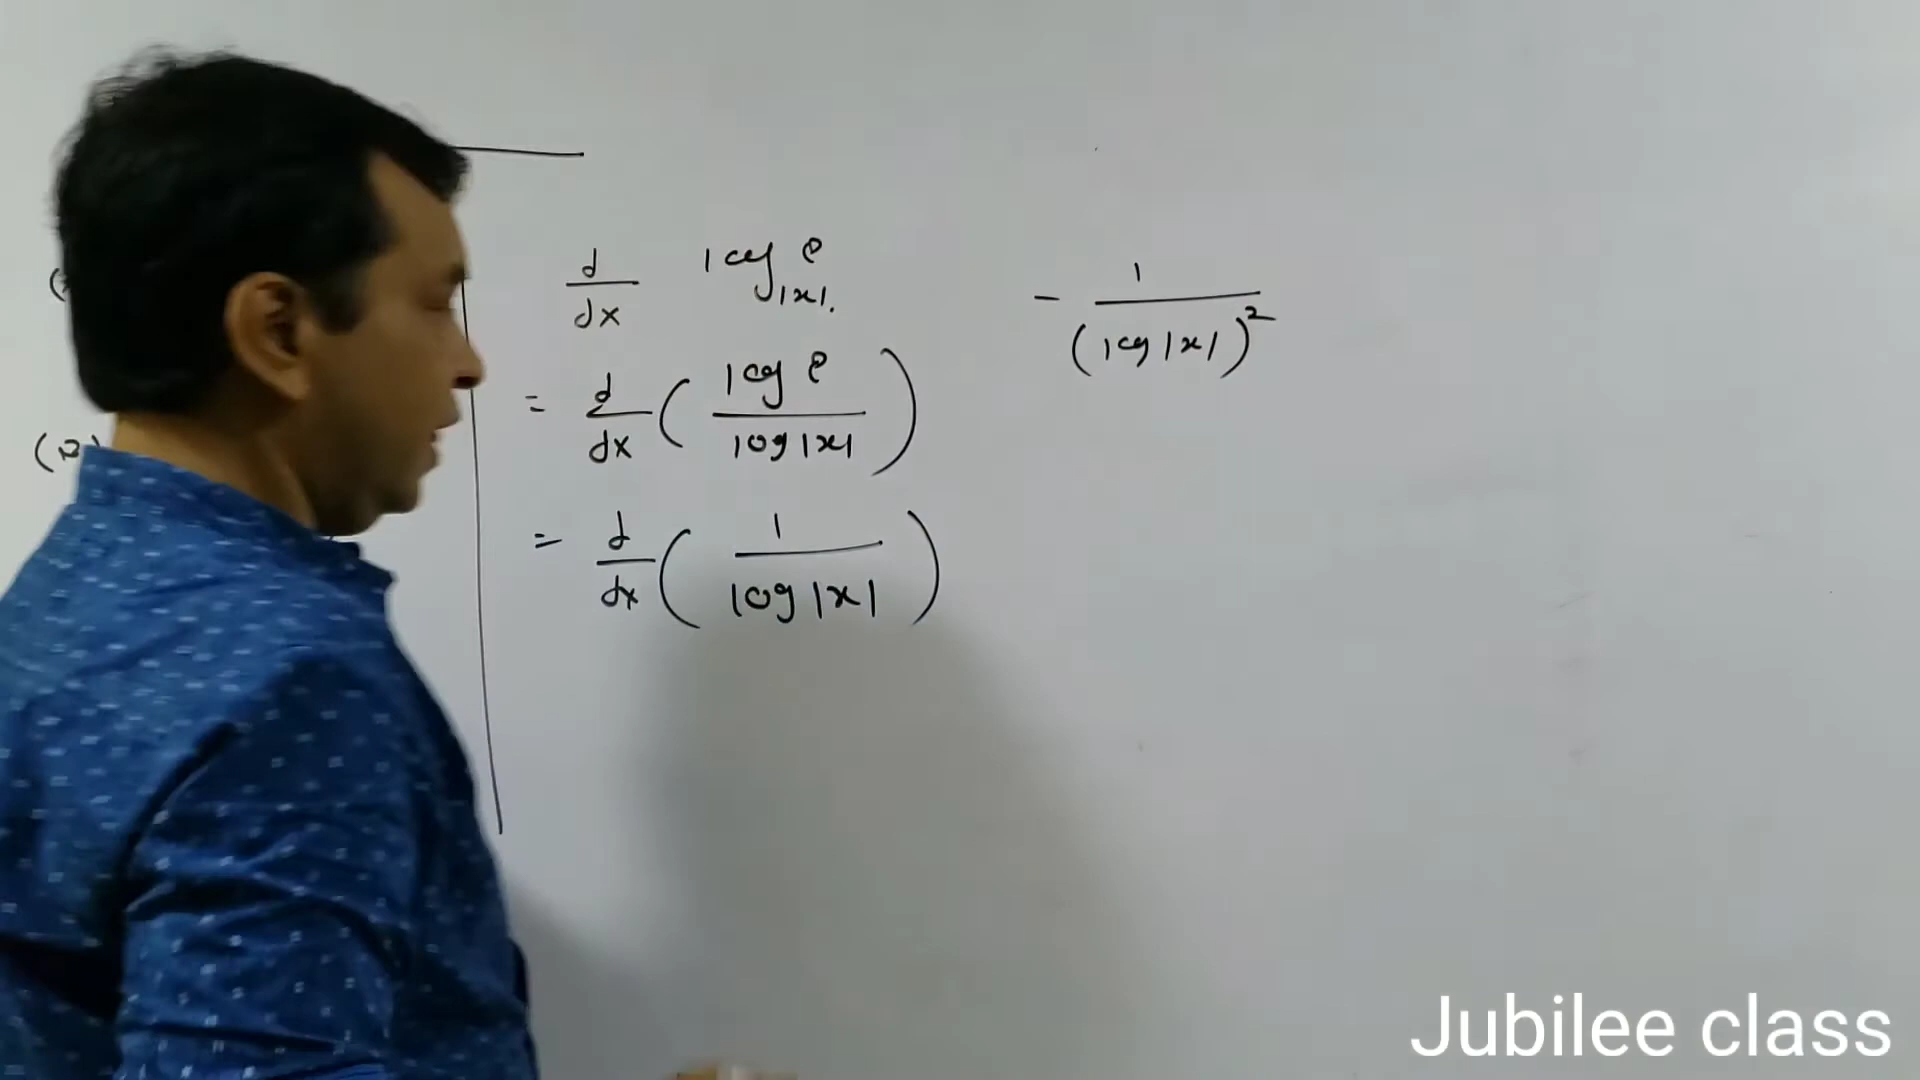 d/dx log_|x| e
= d/dx ( log e / log |x| )
= d/dx ( 1 / log |x| )
- 1 / (log |x|)²
Jubilee class